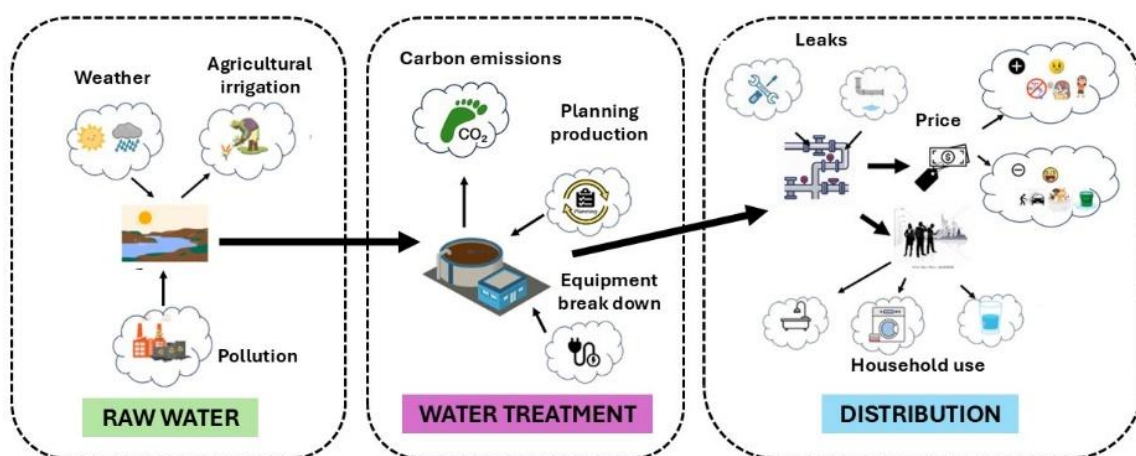 Weather
Agricultural
irrigation
Pollution
RAW WATER
Carbon emissions
CO2
Planning
production
Planning
Equipment
break down
WATER TREATMENT
Leaks
Price
Household use
DISTRIBUTION